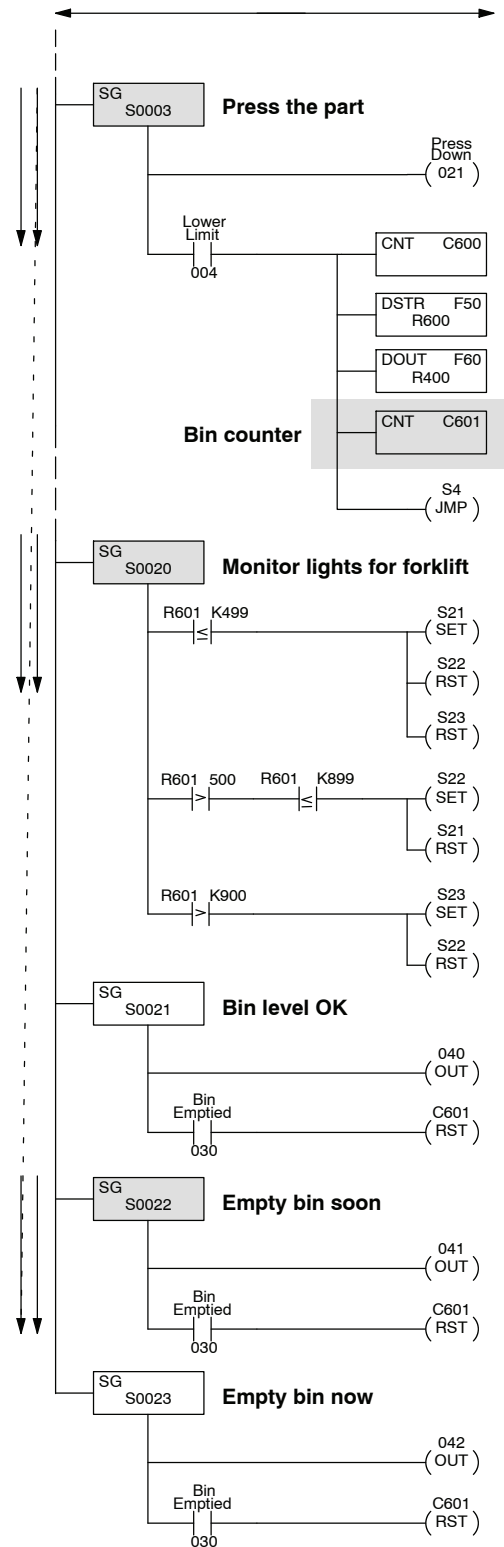 SG
S0003
Press the part
Press
Down
021
Lower
Limit
004
CNT C600
DSTR F50
R600
DOUT F60
R400
Bin counter
CNT C601
S4
JMP
SG
S0020
Monitor lights for forklift
R601 K499
≤
S21
SET
S22
RST
S23
RST
R601 500 R601 K899
> ≤
S22
SET
S21
RST
R601 K900
>
S23
SET
S22
RST
SG
S0021
Bin level OK
040
OUT
Bin
Emptied
030
C601
RST
SG
S0022
Empty bin soon
041
OUT
Bin
Emptied
030
C601
RST
SG
S0023
Empty bin now
042
OUT
Bin
Emptied
030
C601
RST